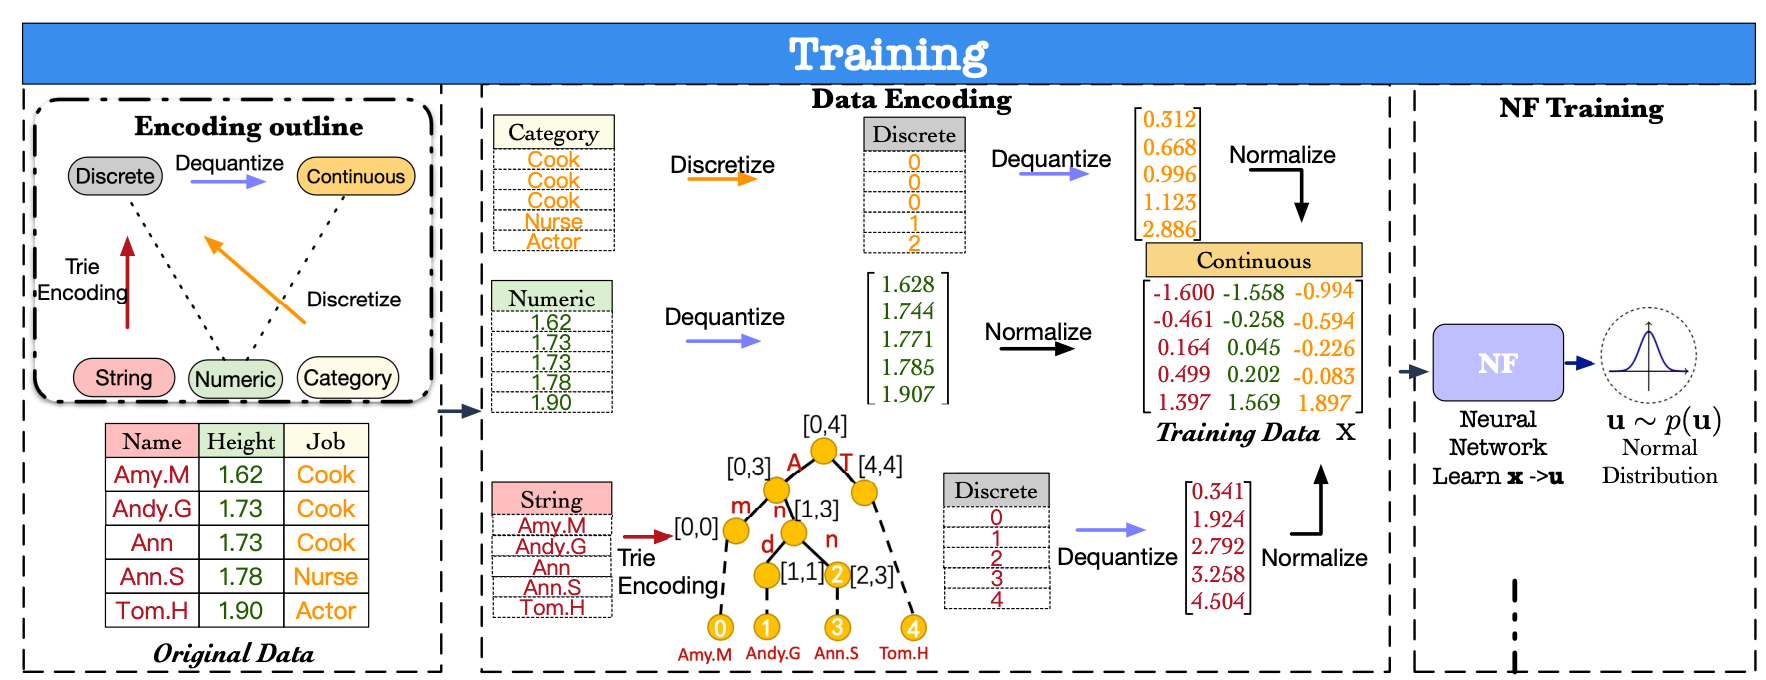 Training
Encoding outline
Discrete
Dequantize
Continuous
Trie
Encoding
Discretize
String
Numeric
Category
Name Height Job
Amy.M 1.62 Cook
Andy.G 1.73 Cook
Ann 1.73 Cook
Ann.S 1.78 Nurse
Tom.H 1.90 Actor
Original Data
Data Encoding
Category
Cook
Cook
Cook
Nurse
Actor
Discretize
Discrete
0
0
0
1
2
Dequantize
0.312
0.668
0.996
1.123
2.886
Normalize
Numeric
1.62
1.73
1.73
1.78
1.90
Dequantize
1.628
1.744
1.771
1.785
1.907
Normalize
Continuous
-1.600 -1.558 -0.994
-0.461 -0.258 -0.594
0.164 0.045 -0.226
0.499 0.202 -0.083
1.397 1.569 1.897
Training Data x
String
Amy.M
Andy.G
Ann
Ann.S
Tom.H
Trie
Encoding
[0,4]
[0,3] A T [4,4]
m n [1,3]
[0,0]
d n
[1,1] 2 [2,3]
0 1 3 4
Amy.M Andy.G Ann.S Tom.H
Discrete
0
1
2
3
4
Dequantize
0.341
1.924
2.792
3.258
4.504
Normalize
NF Training
NF
Neural
Network
Learn x ->u
u ~ p(u)
Normal
Distribution